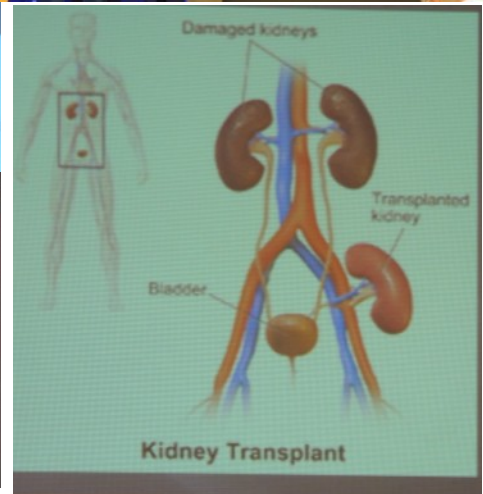 Damaged kidneys
Transplanted
kidney
Bladder
Kidney Transplant